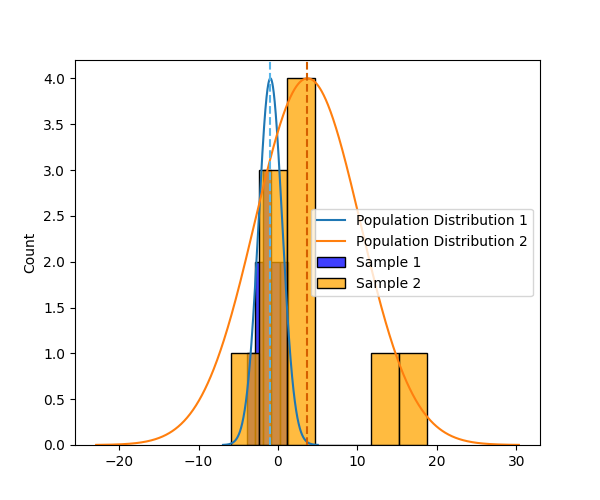 4.0
3.5
3.0
2.5
2.0
1.5
1.0
0.5
0.0
Count
Population Distribution 1
Population Distribution 2
Sample 1
Sample 2
−20 −10 0 10 20 30